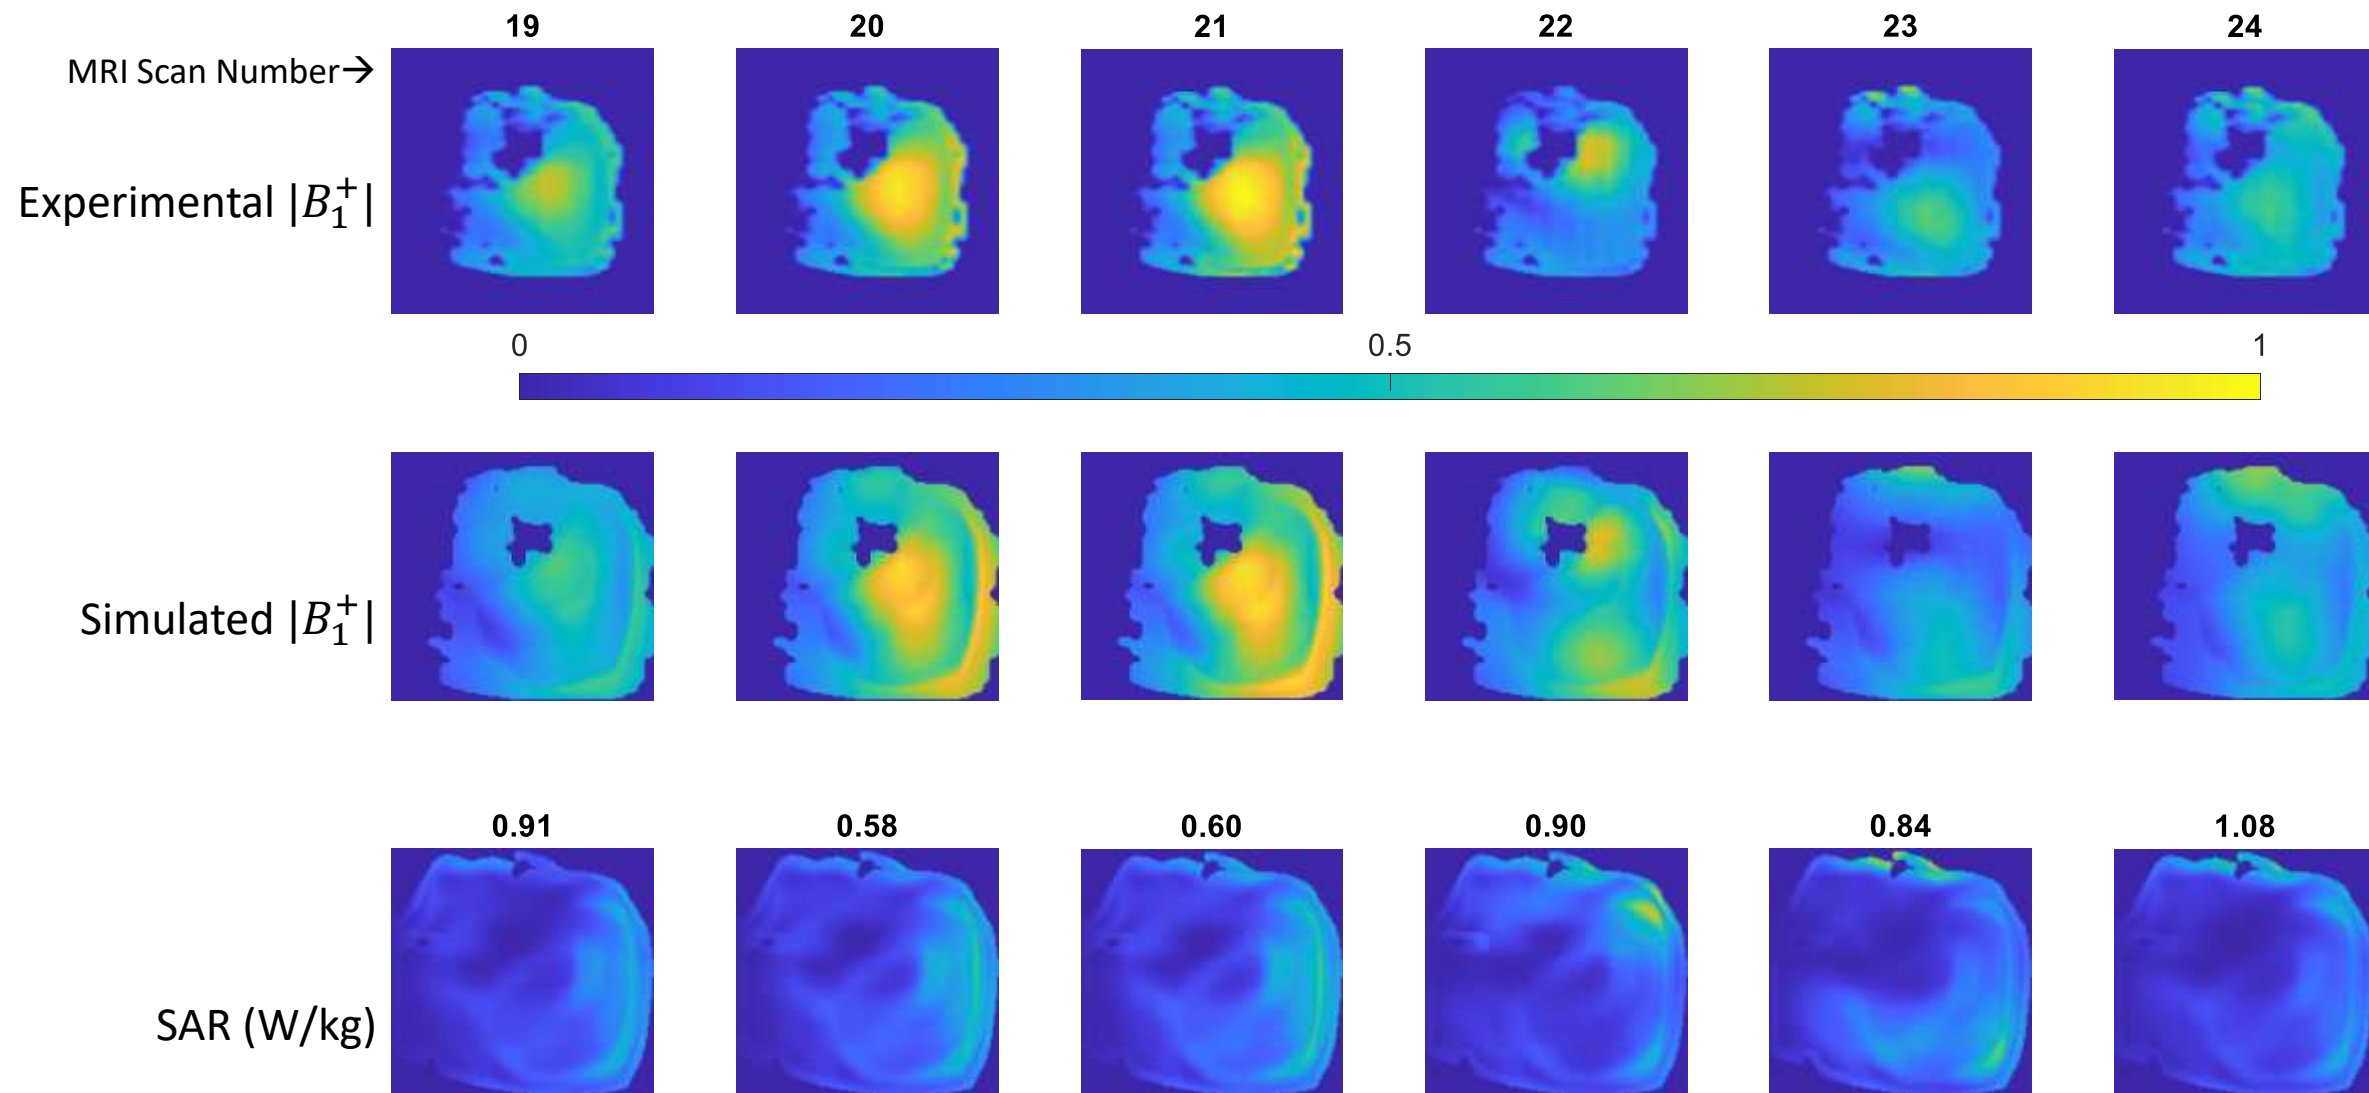 19 20 21 22 23 24
MRI Scan Number→
Experimental |B₁⁺|
0 0.5 1
Simulated |B₁⁺|
0.91 0.58 0.60 0.90 0.84 1.08
SAR (W/kg)